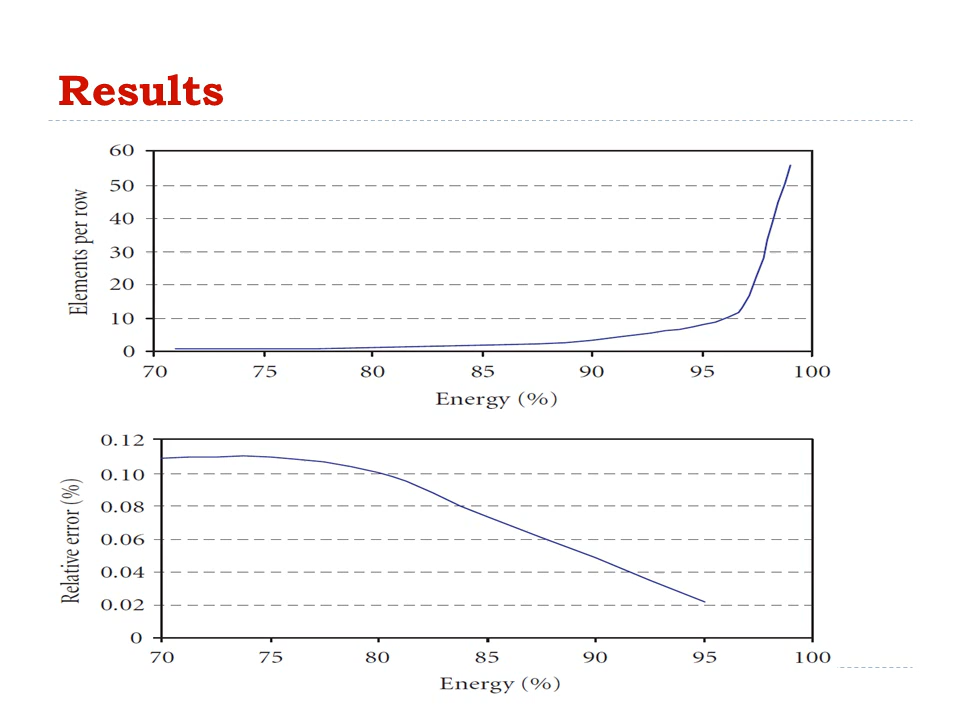 Results
60
50
40
30
20
10
0
Elements per row
70 75 80 85 90 95 100
Energy (%)
0.12
0.10
0.08
0.06
0.04
0.02
0
Relative error (%)
70 75 80 85 90 95 100
Energy (%)